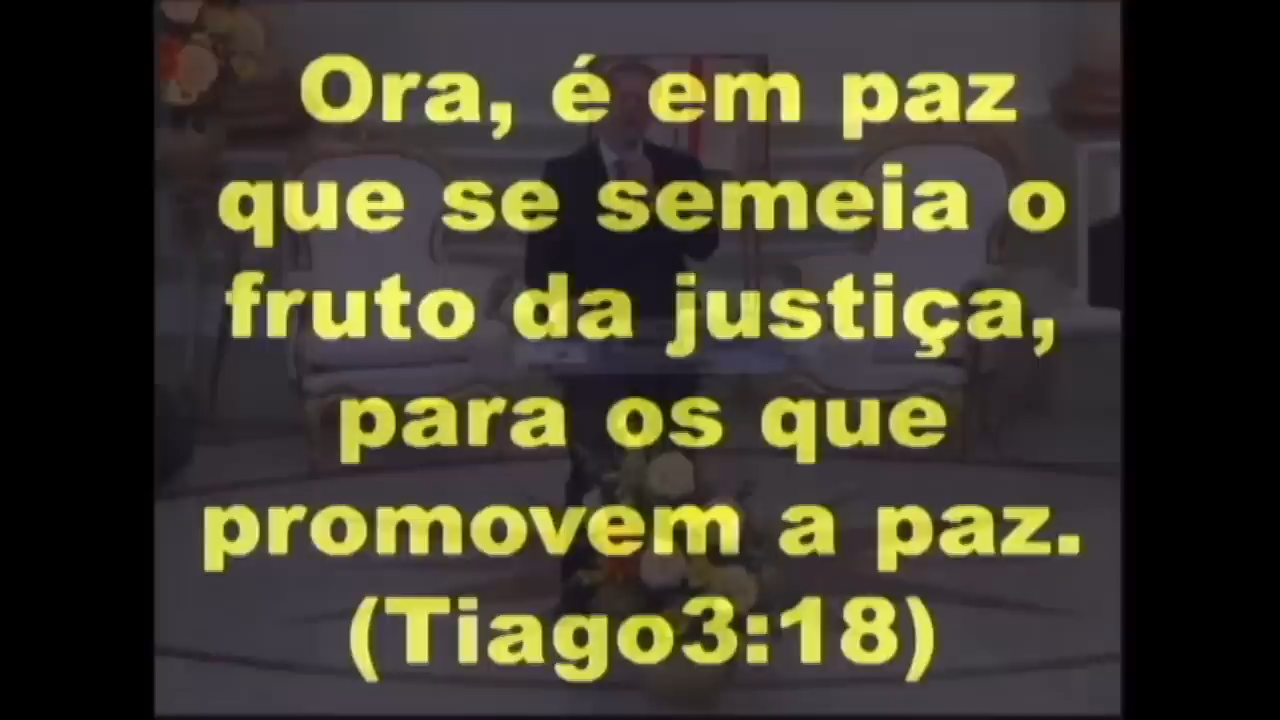 Ora, é em paz
que se semeia o
fruto da justiça,
para os que
promovem a paz.
(Tiago3:18)